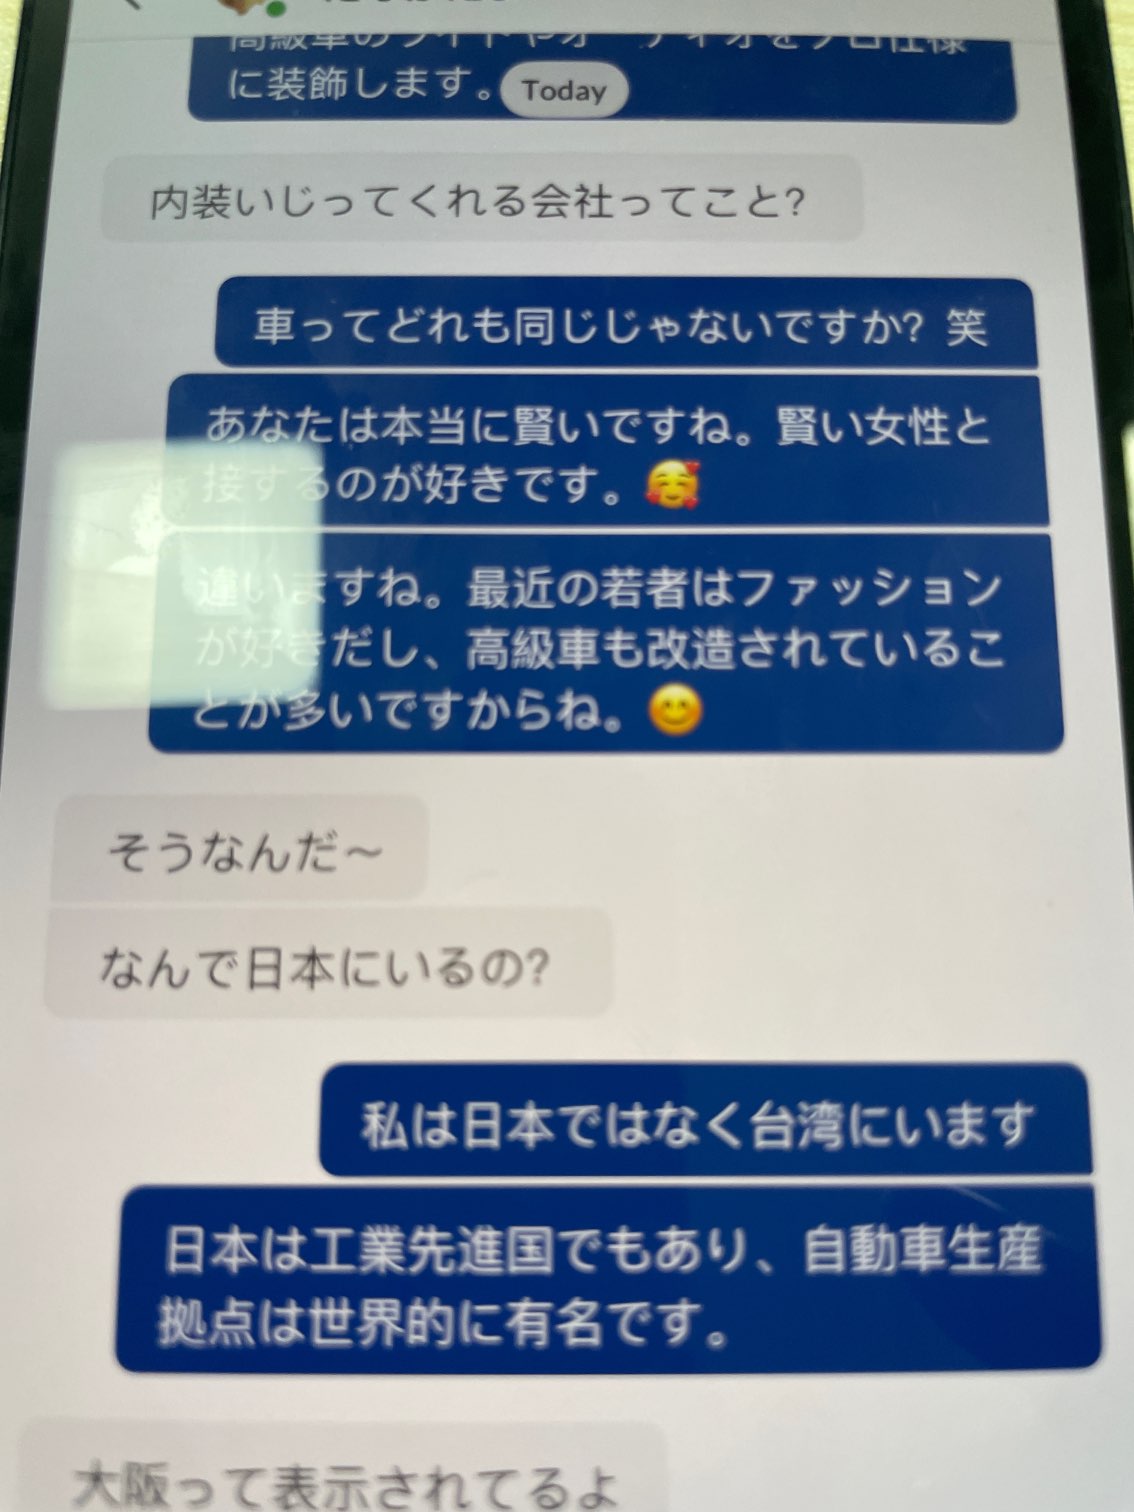 高級車のライトやオーディオをプロ仕様
に装飾します。
Today
内装いじってくれる会社ってこと?
車ってどれも同じじゃないですか? 笑
あなたは本当に賢いですね。賢い女性と
接するのが好きです。🥰
違いますね。最近の若者はファッション
が好きだし、高級車も改造されているこ
とが多いですからね。😊
そうなんだ〜
なんで日本にいるの?
私は日本ではなく台湾にいます
日本は工業先進国でもあり、自動車生産
拠点は世界的に有名です。
大阪って表示されてるよ